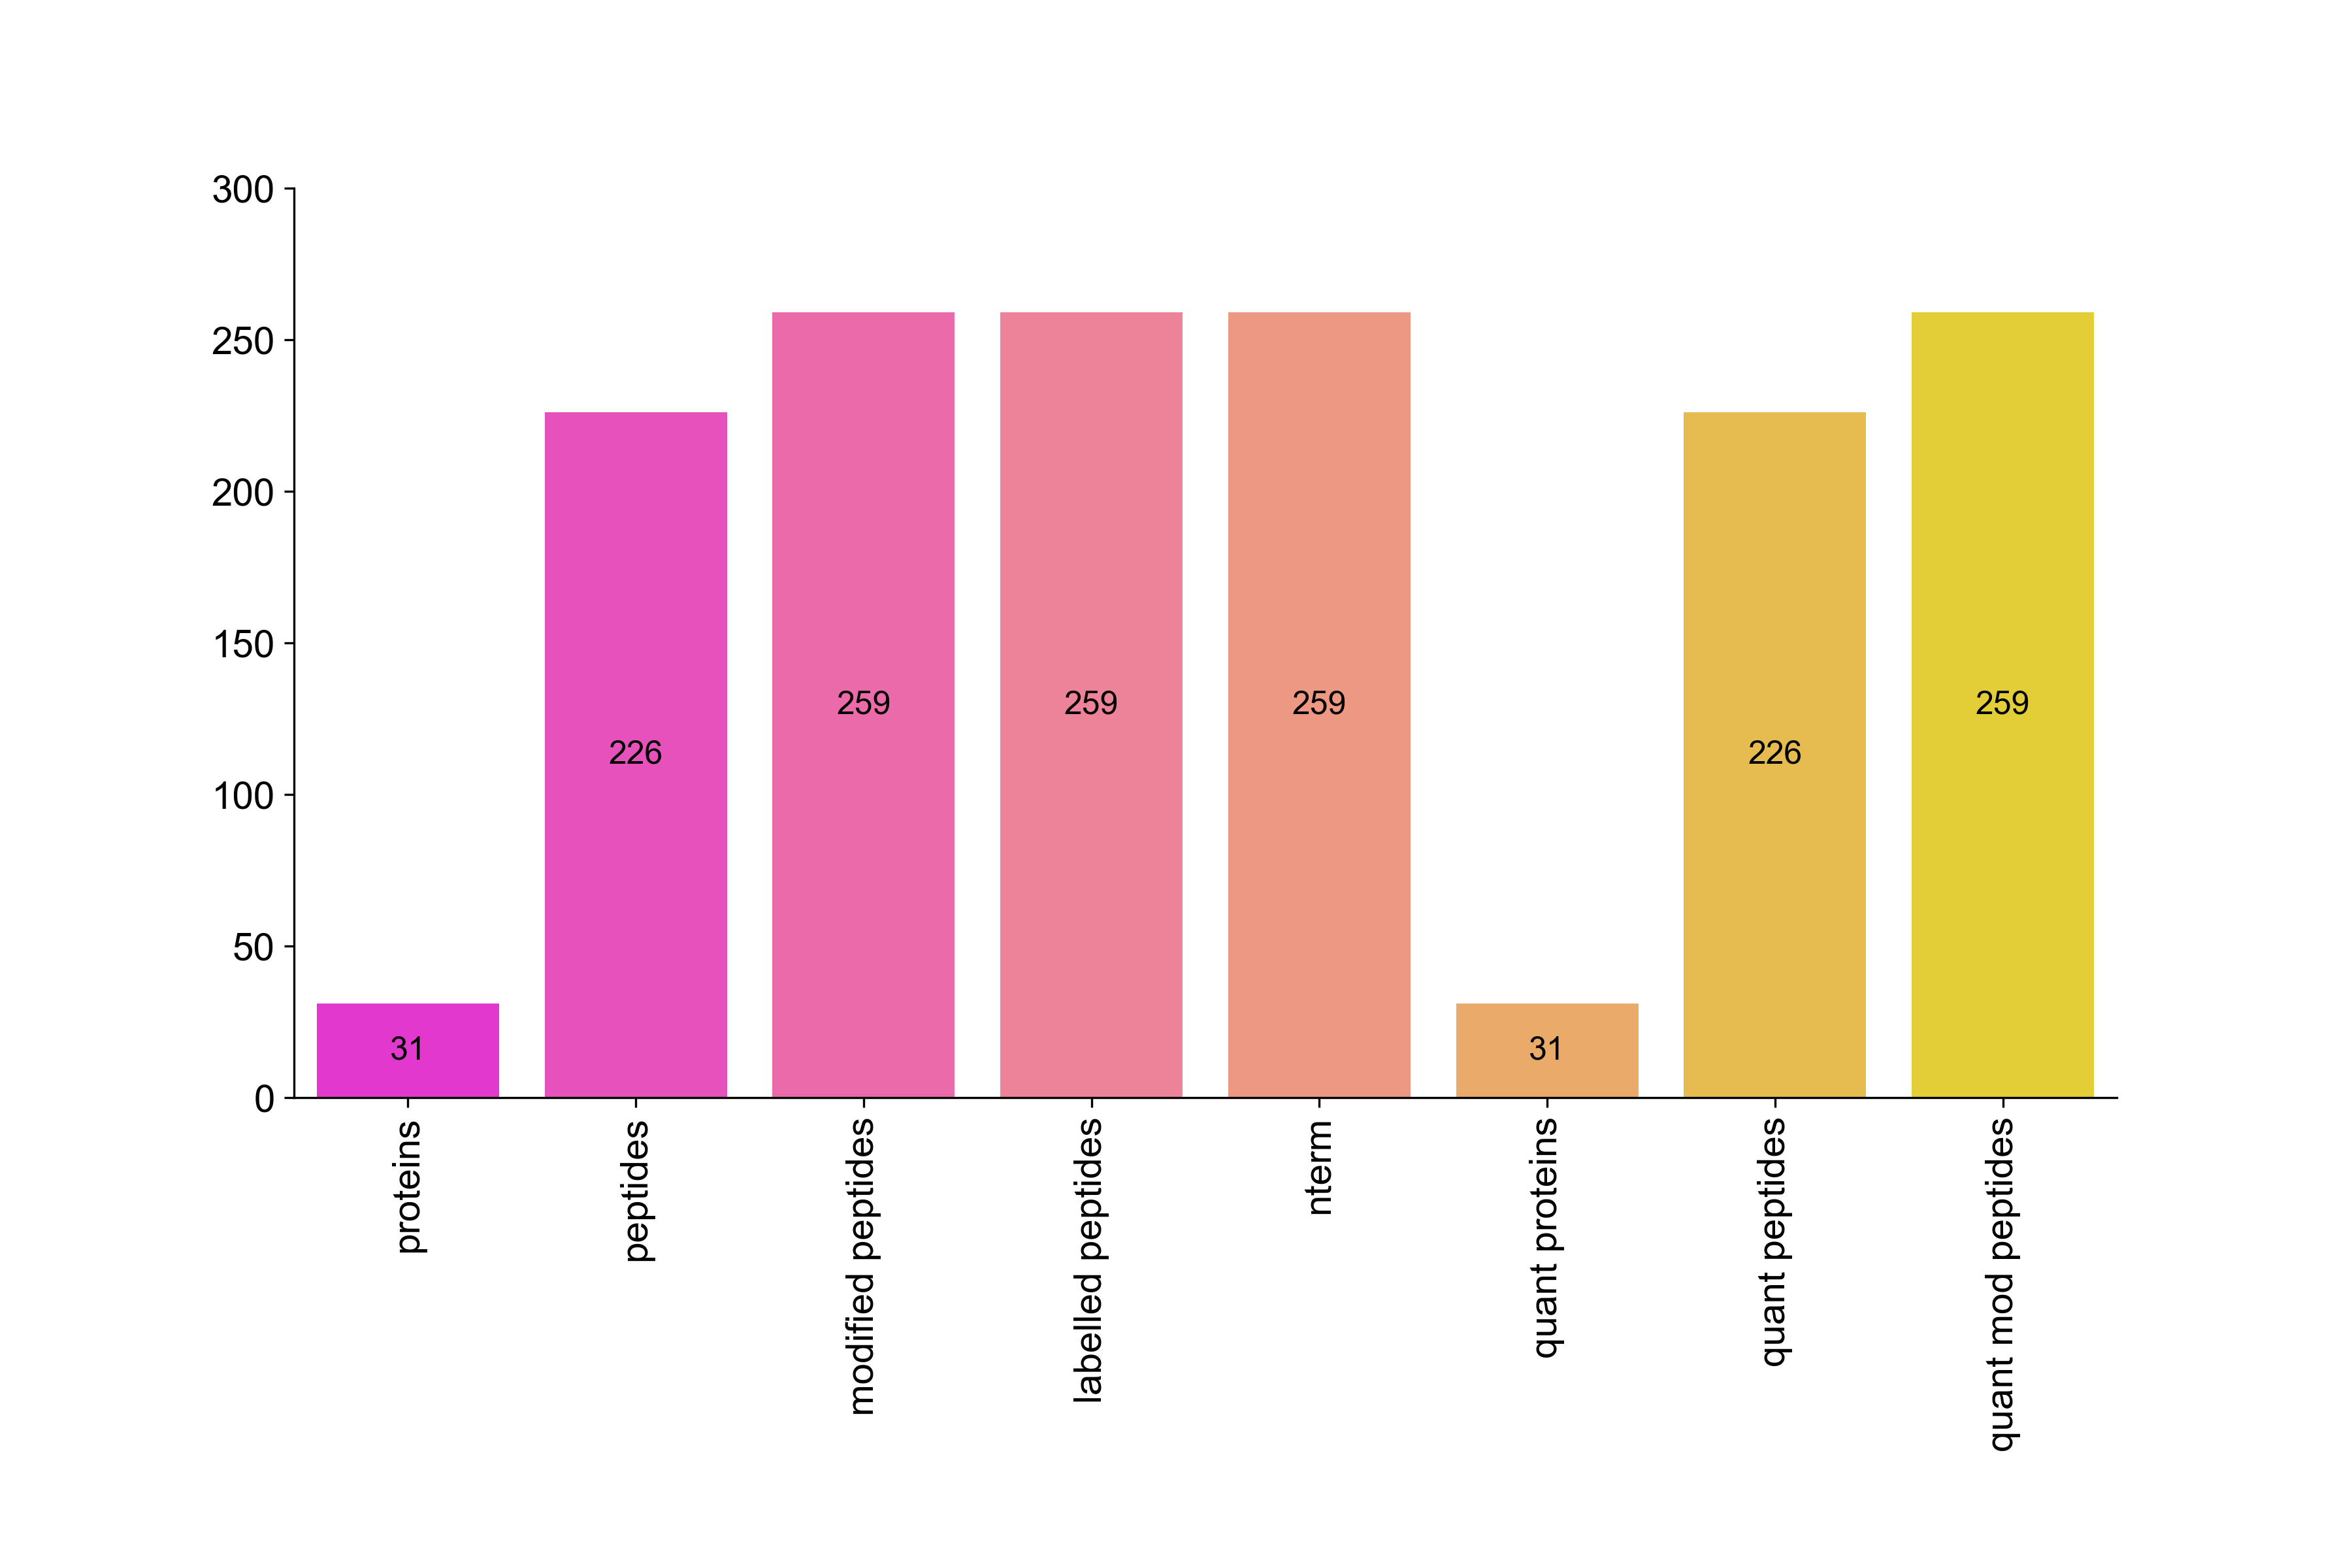 300
250
200
150
100
50
0
31
226
259
259
259
31
226
259
proteins
peptides
modified peptides
labelled peptides
nterm
quant proteins
quant peptides
quant mod peptides